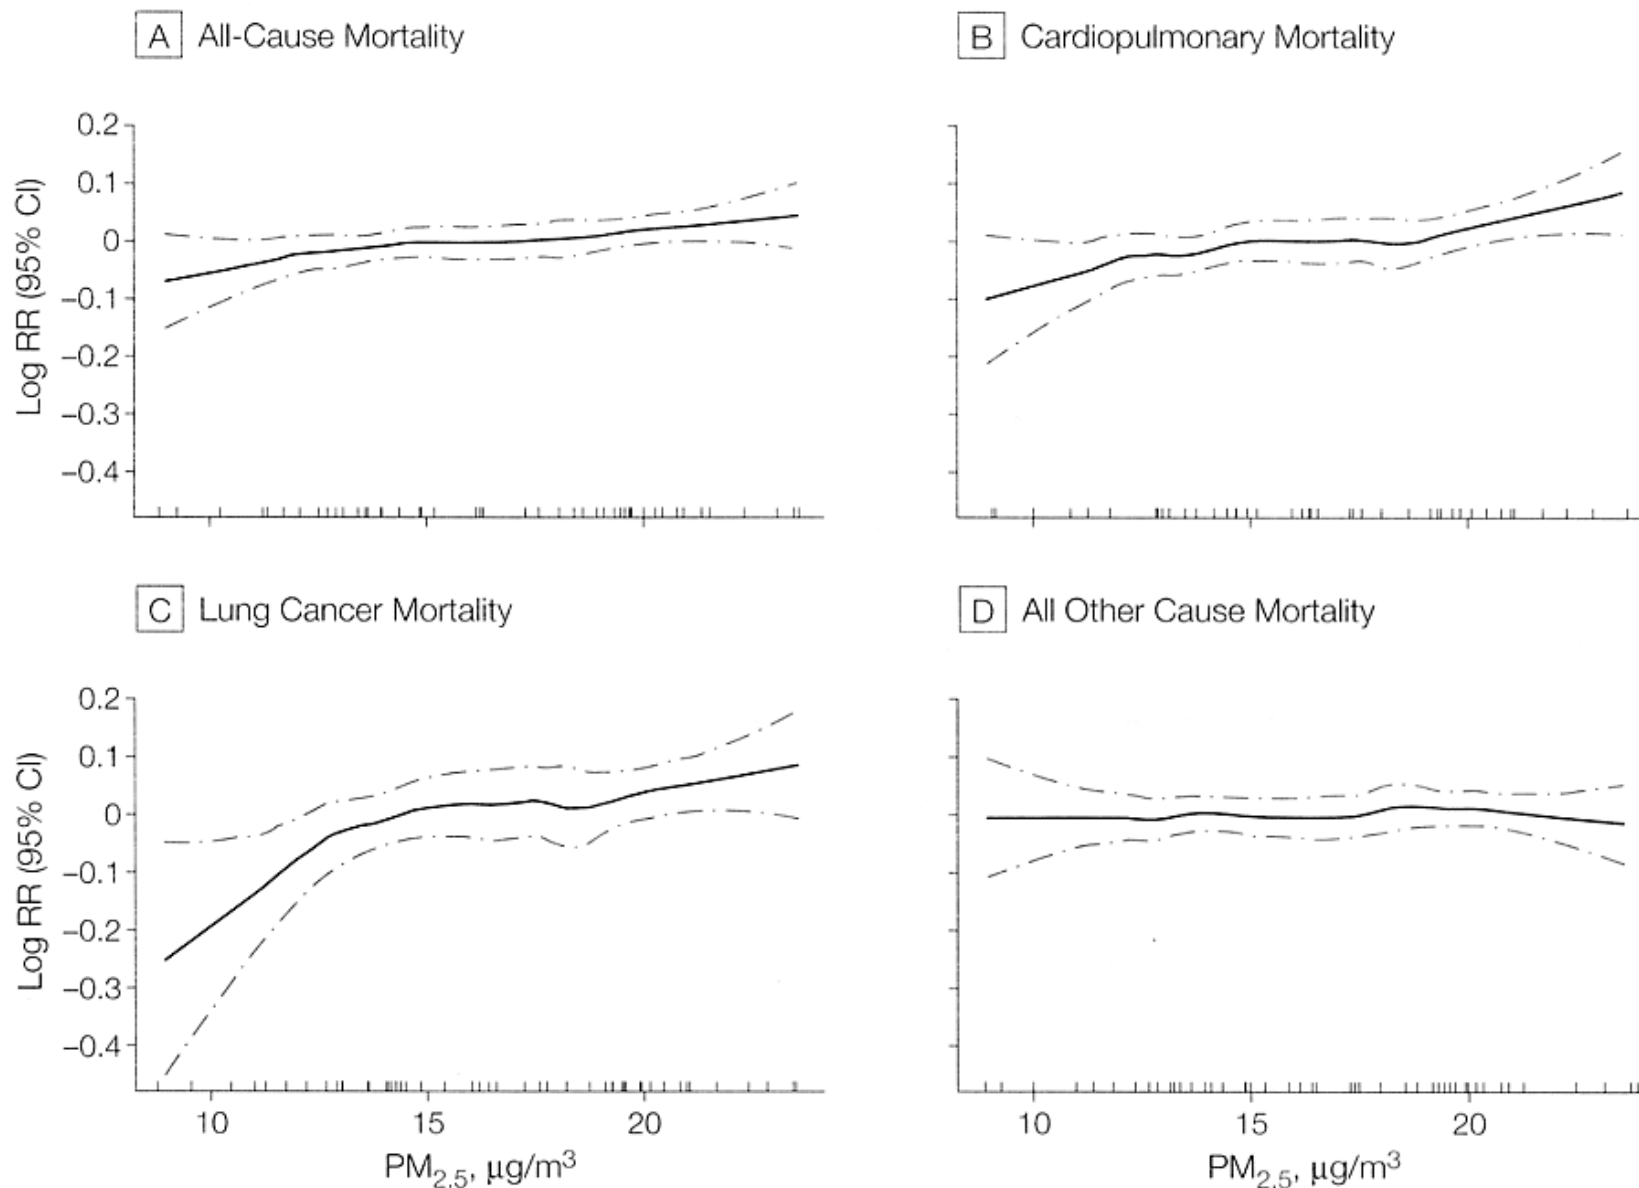 A All-Cause Mortality
B Cardiopulmonary Mortality
Log RR (95% CI)
0.2
0.1
0
−0.1
−0.2
−0.3
−0.4
C Lung Cancer Mortality
D All Other Cause Mortality
Log RR (95% CI)
0.2
0.1
0
−0.1
−0.2
−0.3
−0.4
10 15 20
10 15 20
PM2.5, μg/m3
PM2.5, μg/m3